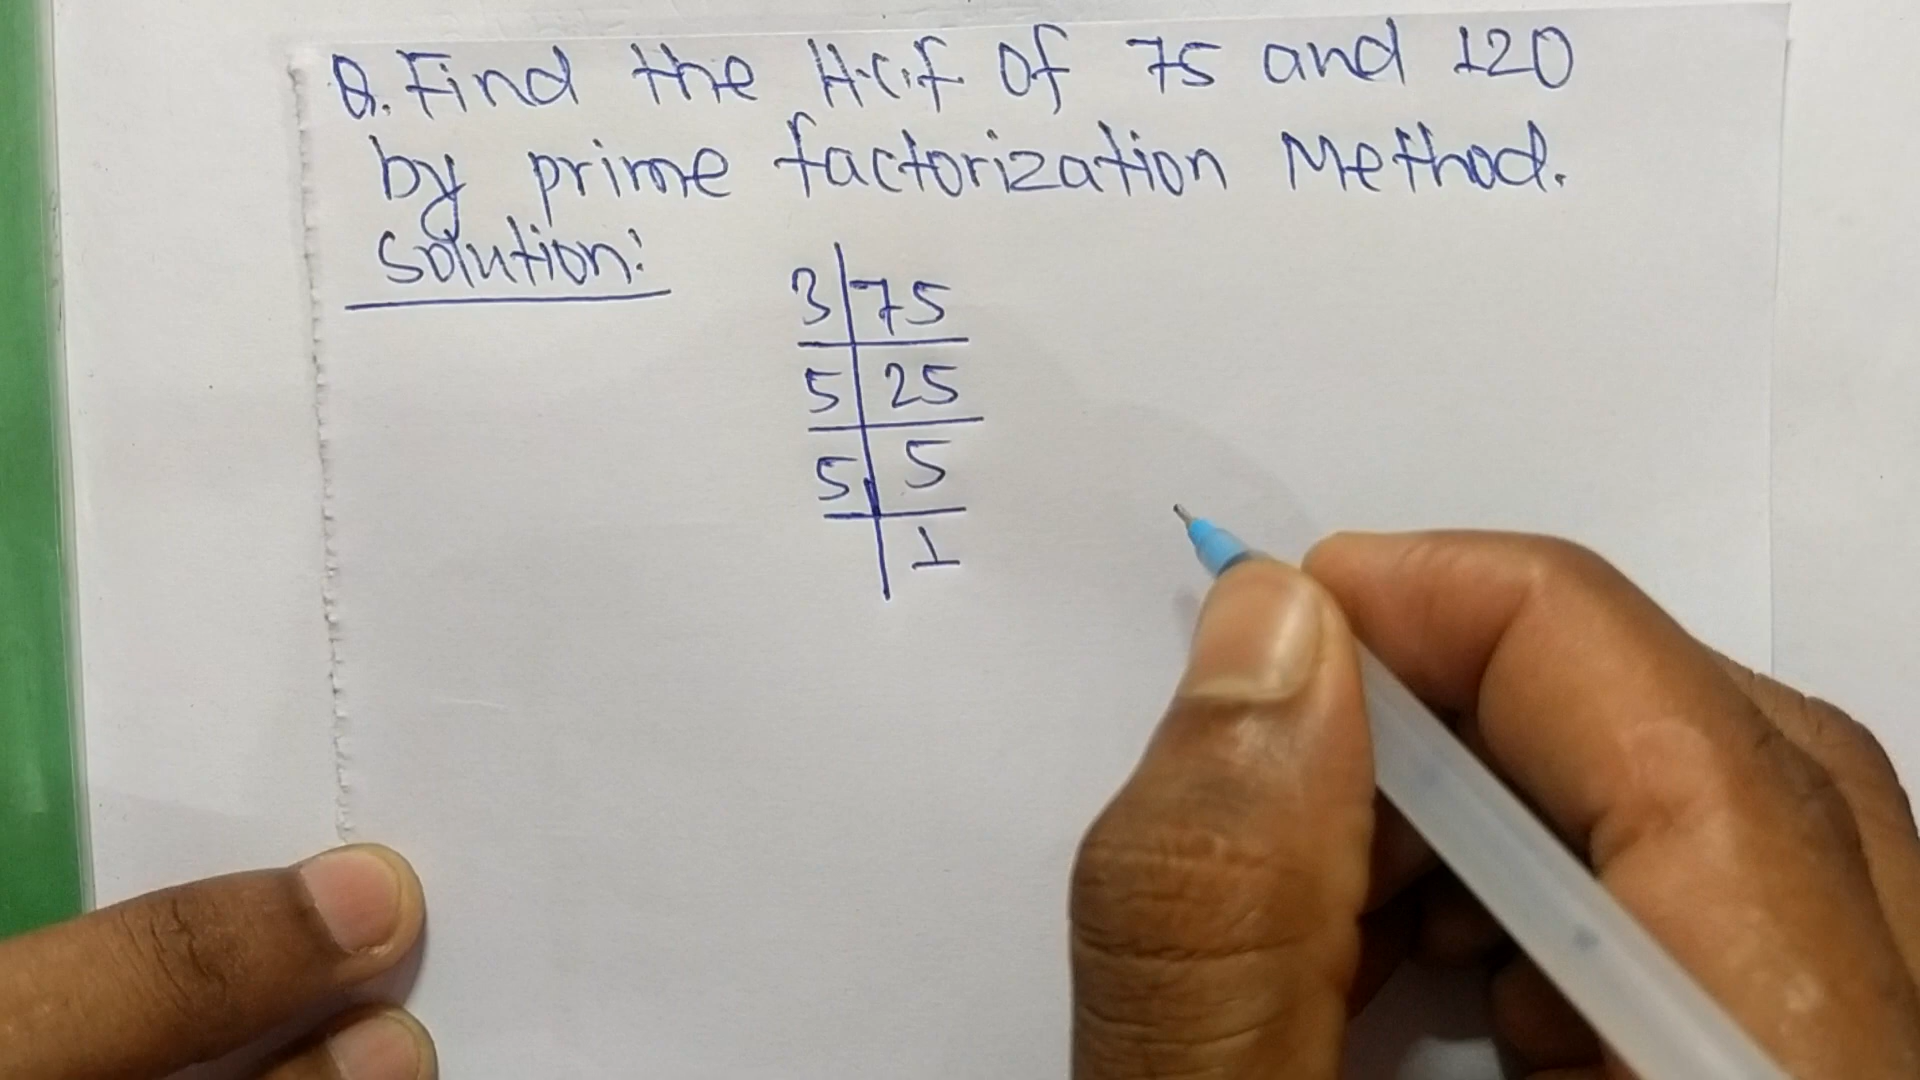 Q. Find the H.C.F. Of 75 and 120
by prime factorization Method.
Solution:
3 75
5 25
5 5
1